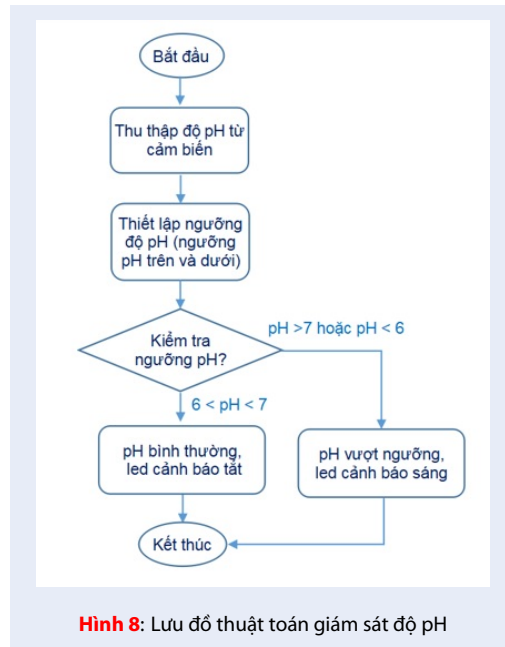 Bắt đầu
Thu thập độ pH từ
cảm biến
Thiết lập ngưỡng
độ pH (ngưỡng
pH trên và dưới)
Kiểm tra
ngưỡng pH?
pH >7 hoặc pH < 6
6 < pH < 7
pH bình thường,
led cảnh báo tắt
pH vượt ngưỡng,
led cảnh báo sáng
Kết thúc
Hình 8: Lưu đồ thuật toán giám sát độ pH